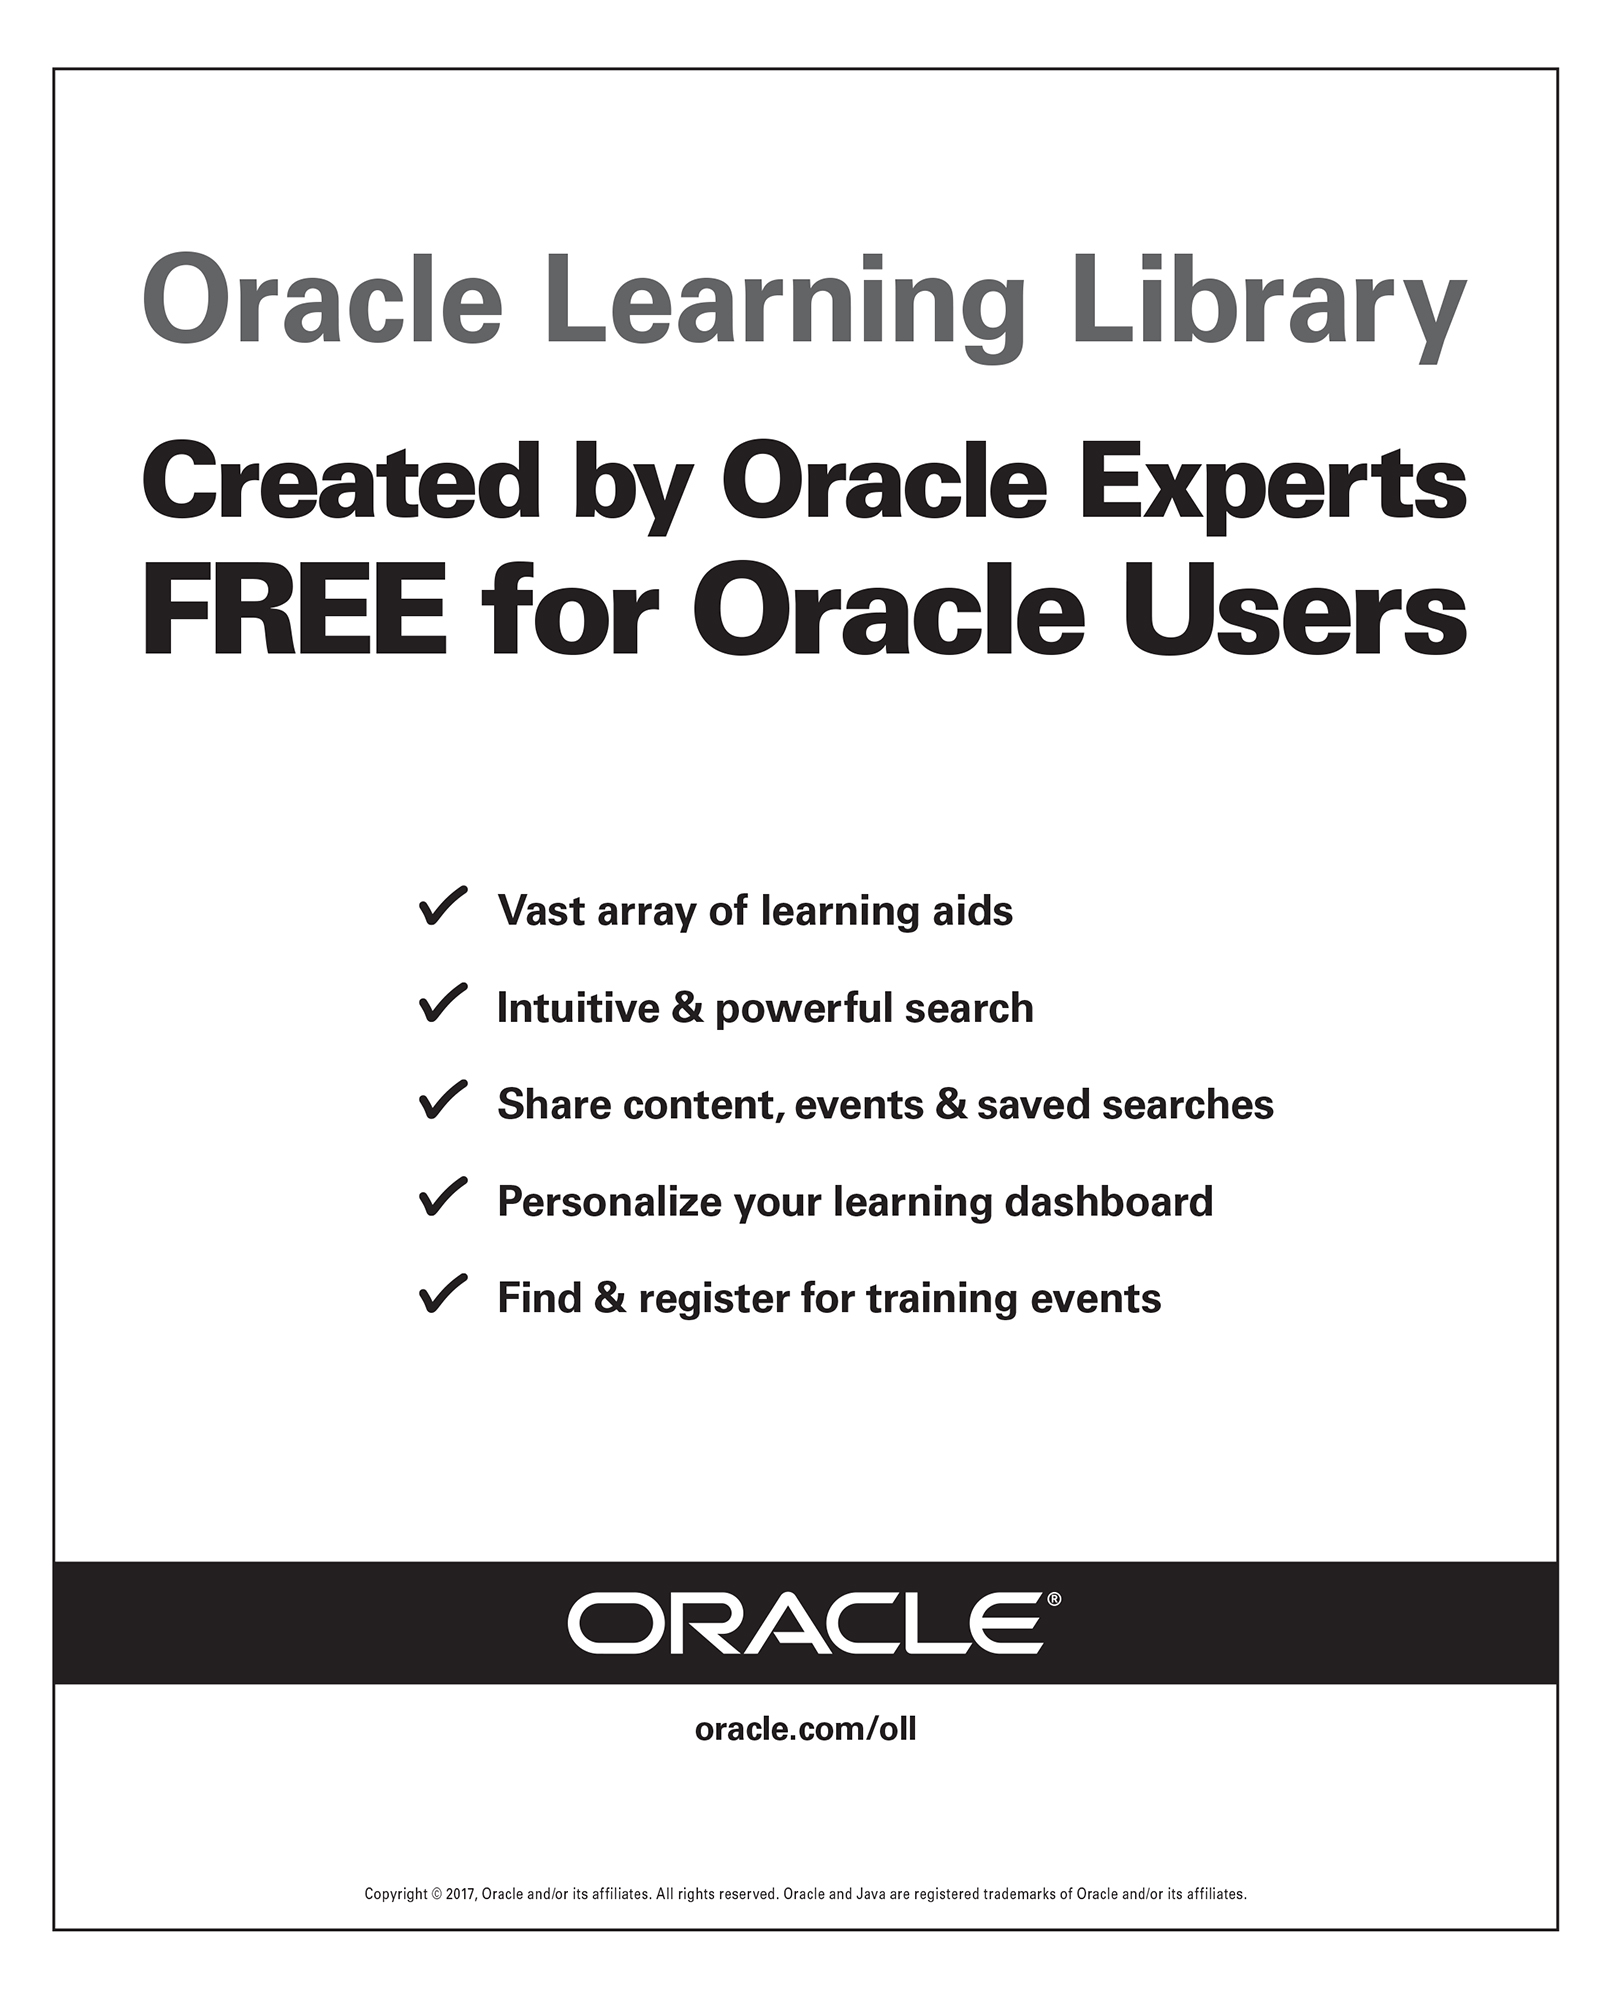 Oracle Learning Library
Created by Oracle Experts
FREE for Oracle Users
✓ Vast array of learning aids
✓ Intuitive & powerful search
✓ Share content, events & saved searches
✓ Personalize your learning dashboard
✓ Find & register for training events
ORACLE®
oracle.com/oll
Copyright © 2017, Oracle and/or its affiliates. All rights reserved. Oracle and Java are registered trademarks of Oracle and/or its affiliates.